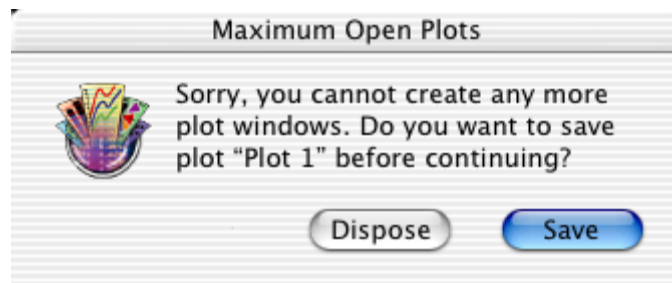 Maximum Open Plots
Sorry, you cannot create any more
plot windows. Do you want to save
plot “Plot 1” before continuing?
Dispose
Save